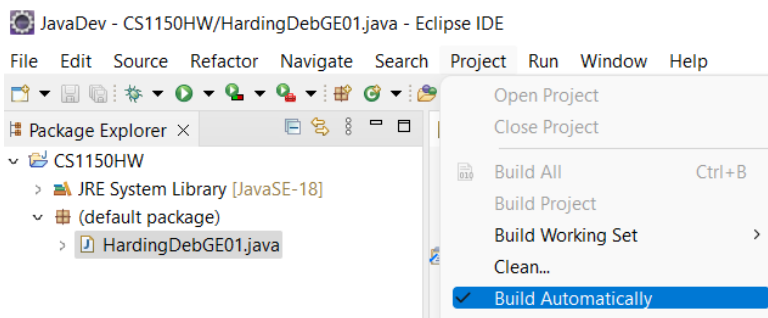 JavaDev - CS1150HW/HardingDebGE01.java - Eclipse IDE
File Edit Source Refactor Navigate Search Project Run Window Help
Package Explorer
CS1150HW
JRE System Library [JavaSE-18]
(default package)
HardingDebGE01.java
Open Project
Close Project
010 Build All Ctrl+B
Build Project
Build Working Set
Clean...
Build Automatically